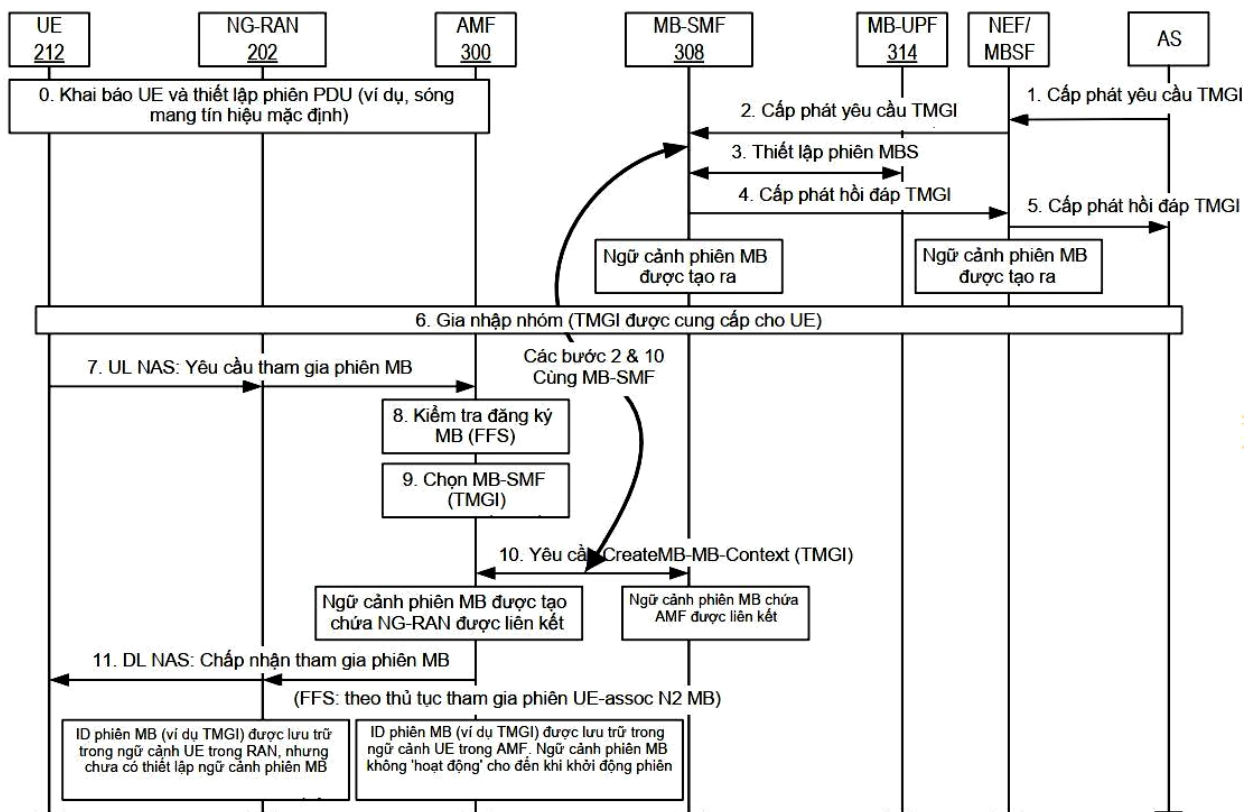 UE
212
NG-RAN
202
AMF
300
MB-SMF
308
MB-UPF
314
NEF/
MBSF
AS
0. Khai báo UE và thiết lập phiên PDU (ví dụ, sóng
mang tín hiệu mặc định)
1. Cấp phát yêu cầu TMGI
2. Cấp phát yêu cầu TMGI
3. Thiết lập phiên MBS
4. Cấp phát hồi đáp TMGI
5. Cấp phát hồi đáp TMGI
Ngữ cảnh phiên MB
được tạo ra
Ngữ cảnh phiên MB
được tạo ra
6. Gia nhập nhóm (TMGI được cung cấp cho UE)
Các bước 2 & 10
Cùng MB-SMF
7. UL NAS: Yêu cầu tham gia phiên MB
8. Kiểm tra đăng ký
MB (FFS)
9. Chọn MB-SMF
(TMGI)
10. Yêu cầu CreateMB-MB-Context (TMGI)
Ngữ cảnh phiên MB được tạo
chứa NG-RAN được liên kết
Ngữ cảnh phiên MB chứa
AMF được liên kết
11. DL NAS: Chấp nhận tham gia phiên MB
(FFS: theo thủ tục tham gia phiên UE-assoc N2 MB)
ID phiên MB (ví dụ TMGI) được lưu trữ
trong ngữ cảnh UE trong RAN, nhưng
chưa có thiết lập ngữ cảnh phiên MB
ID phiên MB (ví dụ TMGI) được lưu trữ trong
ngữ cảnh UE trong AMF. Ngữ cảnh phiên MB
không 'hoạt động' cho đến khi khởi động phiên